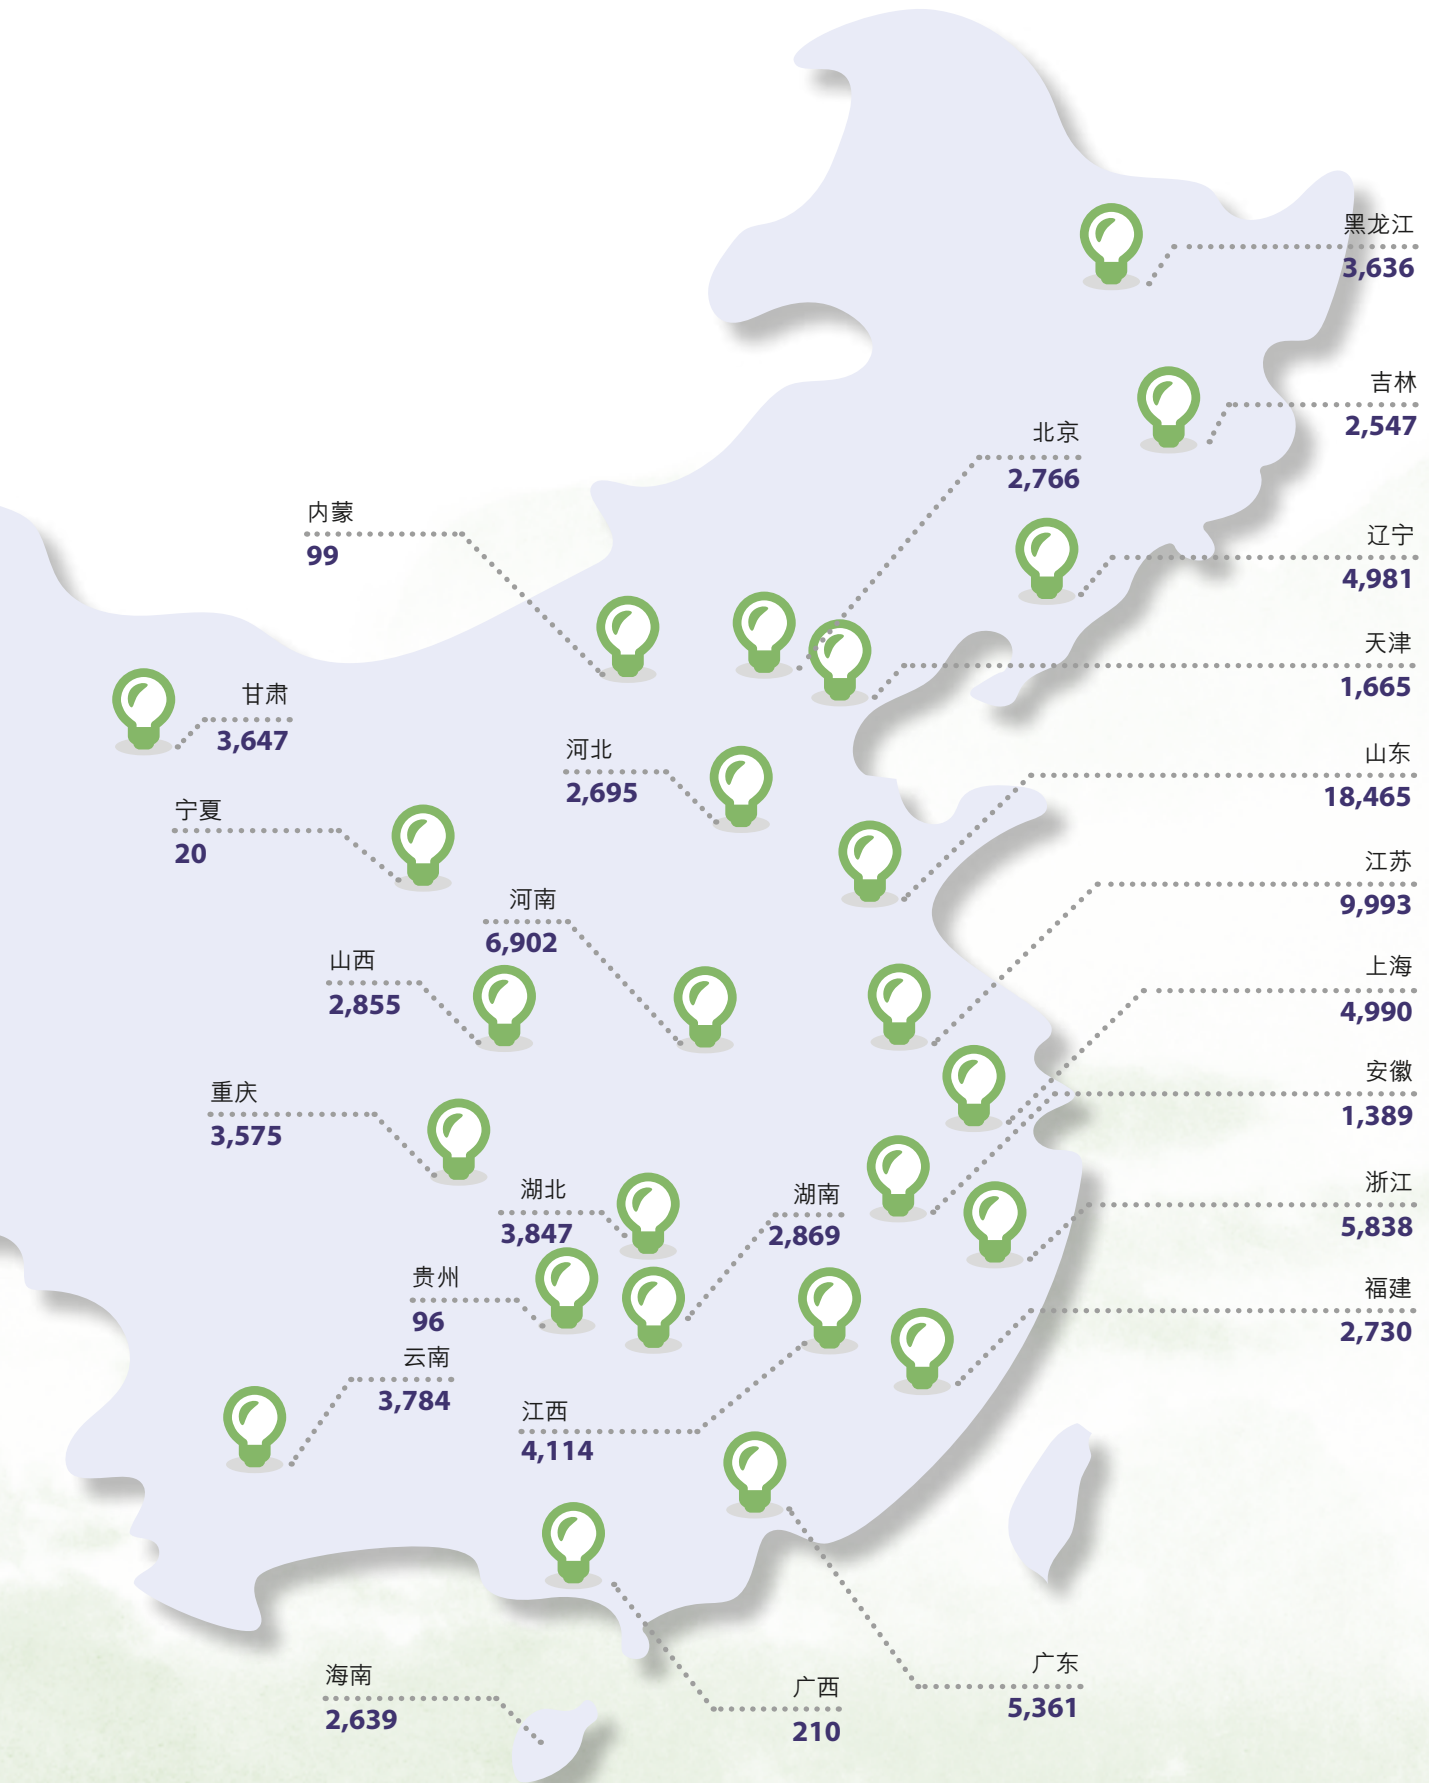 黑龙江
3,636
吉林
2,547
北京
2,766
内蒙
99
辽宁
4,981
天津
1,665
甘肃
3,647
河北
2,695
山东
18,465
宁夏
20
江苏
9,993
河南
6,902
山西
2,855
上海
4,990
安徽
1,389
重庆
3,575
湖北
3,847
湖南
2,869
浙江
5,838
贵州
96
福建
2,730
云南
3,784
江西
4,114
广东
5,361
海南
2,639
广西
210